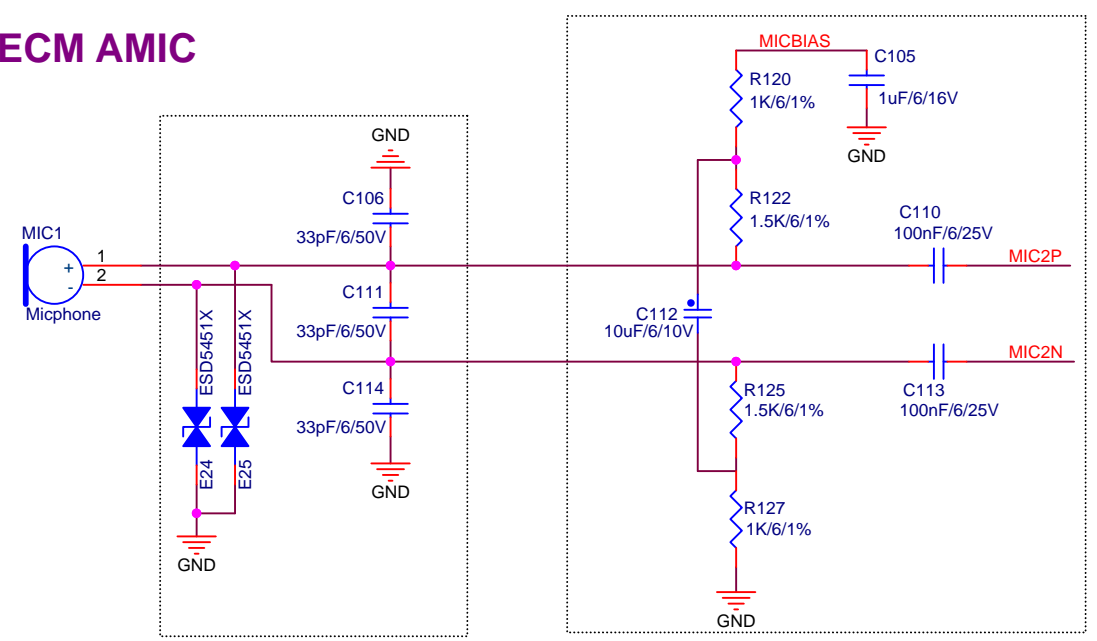 ECM AMIC
MICBIAS
C105
1uF/6/16V
GND
R120
1K/6/1%
GND
C106
33pF/6/50V
R122
1.5K/6/1%
C110
100nF/6/25V
MIC2P
MIC1
1
+
2
-
Micphone
C111
33pF/6/50V
C112
10uF/6/10V
MIC2N
C113
100nF/6/25V
ESD5451X
ESD5451X
C114
33pF/6/50V
R125
1.5K/6/1%
E24
E25
GND
R127
1K/6/1%
GND
GND